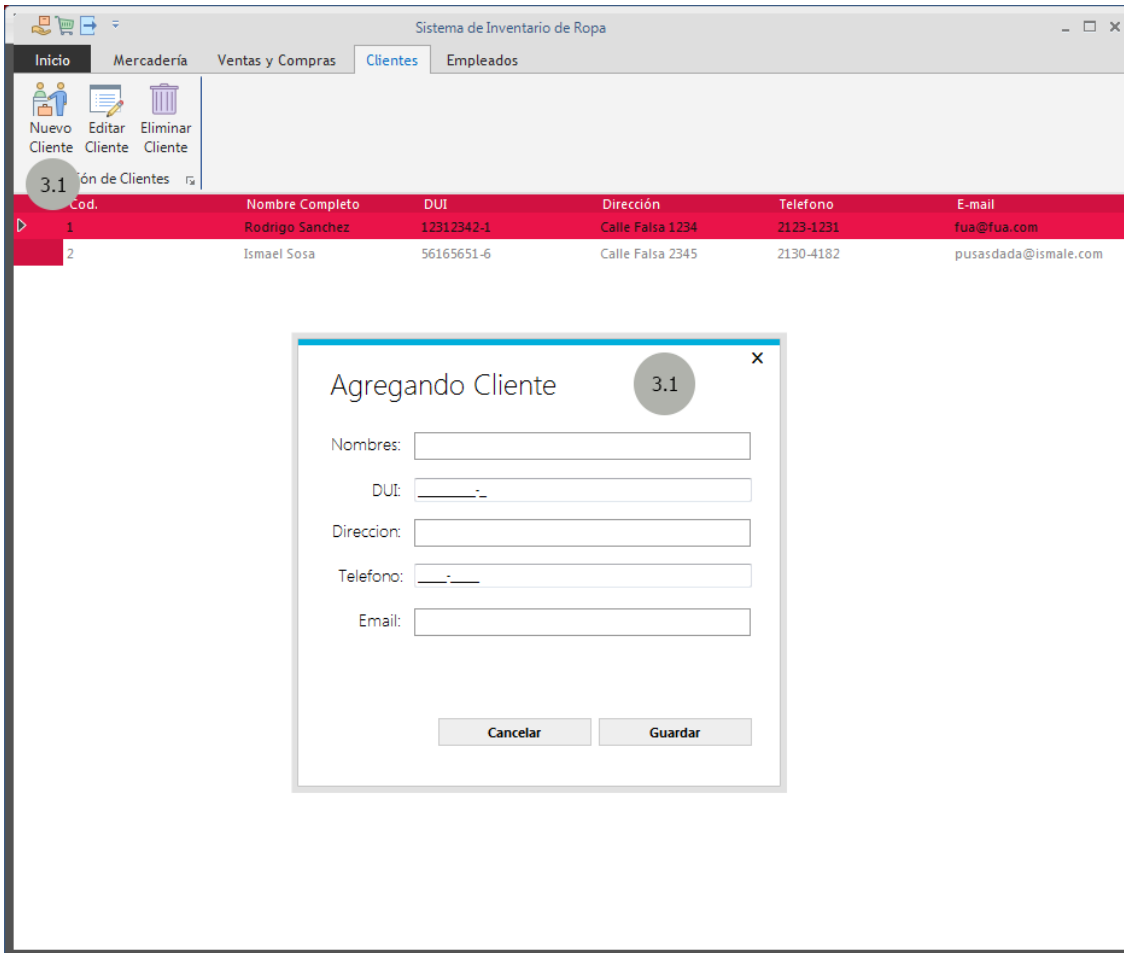 Sistema de Inventario de Ropa
Inicio Mercadería Ventas y Compras Clientes Empleados
Nuevo Cliente Editar Cliente Eliminar Cliente
ón de Clientes
3.1
Cod. Nombre Completo DUI Dirección Telefono E-mail
1 Rodrigo Sanchez 12312342-1 Calle Falsa 1234 2123-1231 fua@fua.com
2 Ismael Sosa 56165651-6 Calle Falsa 2345 2130-4182 pusasdada@ismale.com
Agregando Cliente 3.1
Nombres:
DUI: ________-_
Direccion:
Telefono: ____-____
Email:
Cancelar Guardar